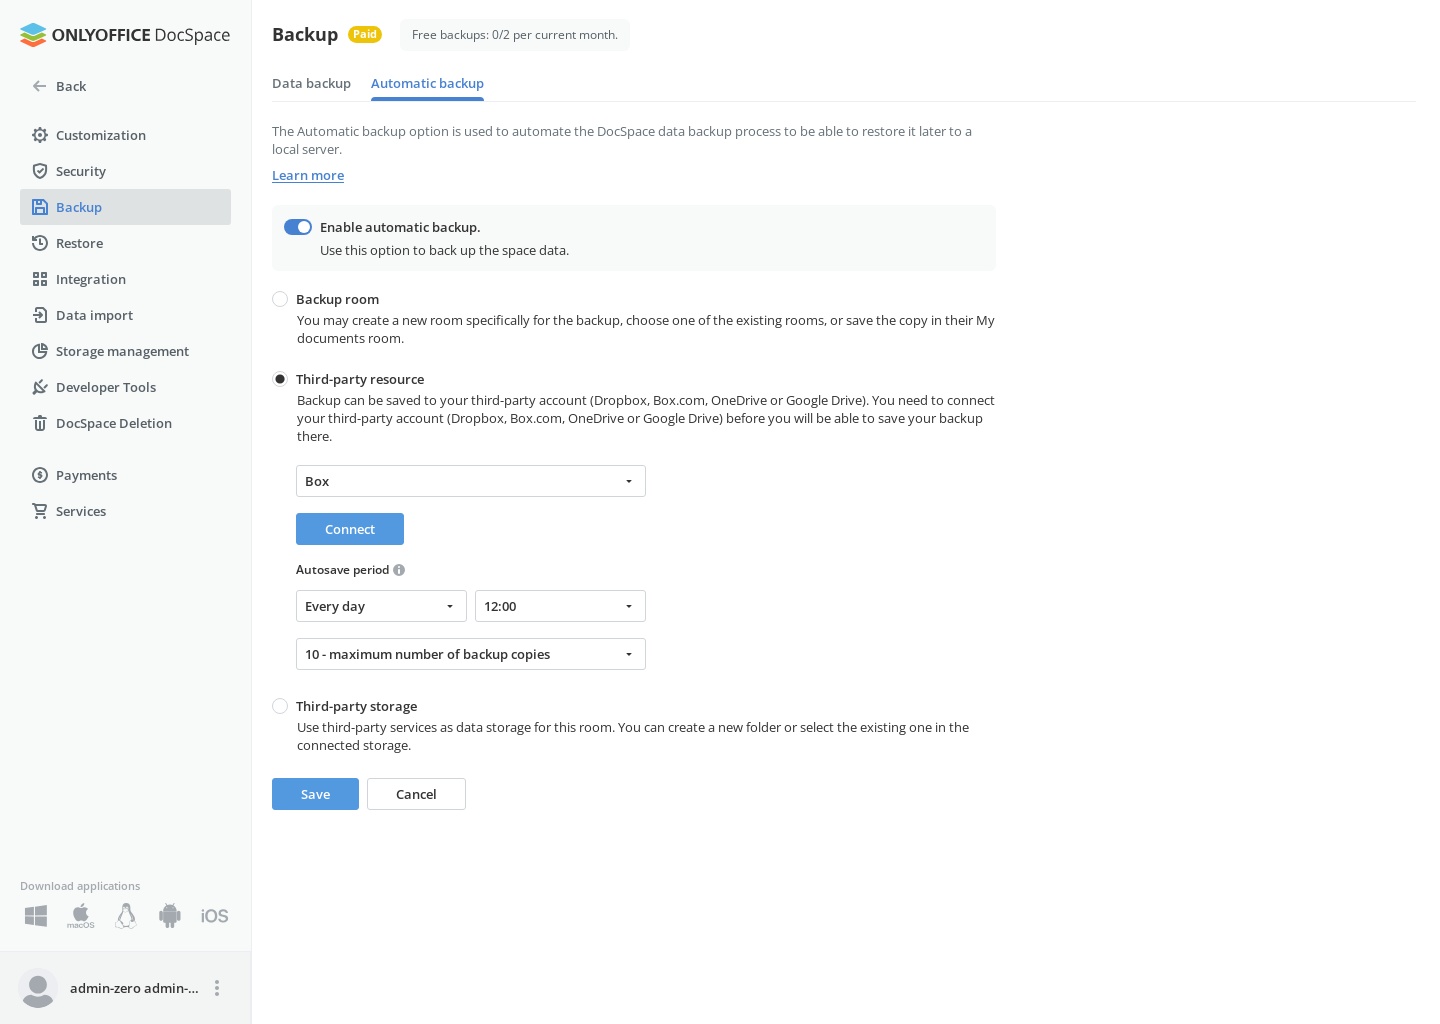 ONLYOFFICE DocSpace
Back
Customization
Security
Backup
Restore
Integration
Data import
Storage management
Developer Tools
DocSpace Deletion
Payments
Services
Download applications
macOS
iOS
admin-zero admin-...
Backup
Paid
Free backups: 0/2 per current month.
Data backup
Automatic backup
The Automatic backup option is used to automate the DocSpace data backup process to be able to restore it later to a
local server.
Learn more
Enable automatic backup.
Use this option to back up the space data.
Backup room
You may create a new room specifically for the backup, choose one of the existing rooms, or save the copy in their My
documents room.
Third-party resource
Backup can be saved to your third-party account (Dropbox, Box.com, OneDrive or Google Drive). You need to connect
your third-party account (Dropbox, Box.com, OneDrive or Google Drive) before you will be able to save your backup
there.
Box
Connect
Autosave period
Every day
12:00
10 - maximum number of backup copies
Third-party storage
Use third-party services as data storage for this room. You can create a new folder or select the existing one in the
connected storage.
Save
Cancel